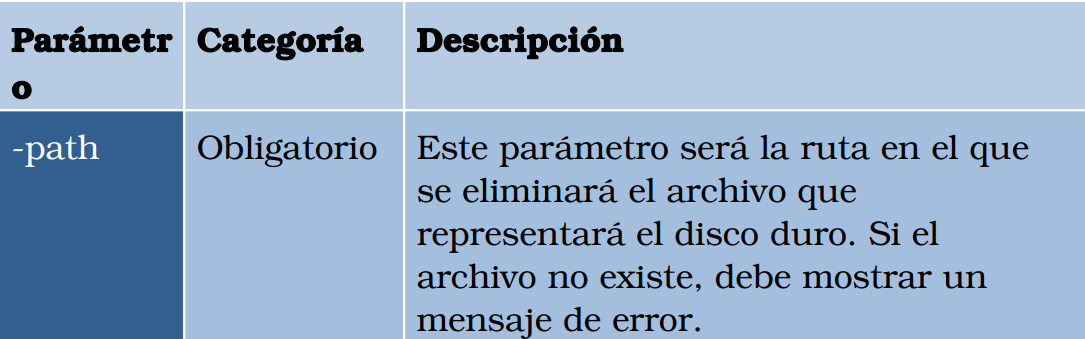 Parámetr Categoría Descripción
o
-path Obligatorio Este parámetro será la ruta en el que
se eliminará el archivo que
representará el disco duro. Si el
archivo no existe, debe mostrar un
mensaje de error.